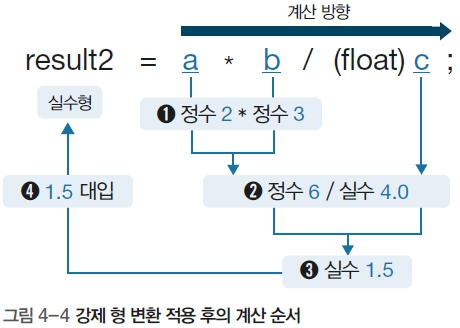 계산 방향
result2 = a * b / (float) c ;
실수형
❶ 정수 2 * 정수 3
❹ 1.5 대입
❷ 정수 6 / 실수 4.0
❸ 실수 1.5
그림 4-4 강제 형 변환 적용 후의 계산 순서